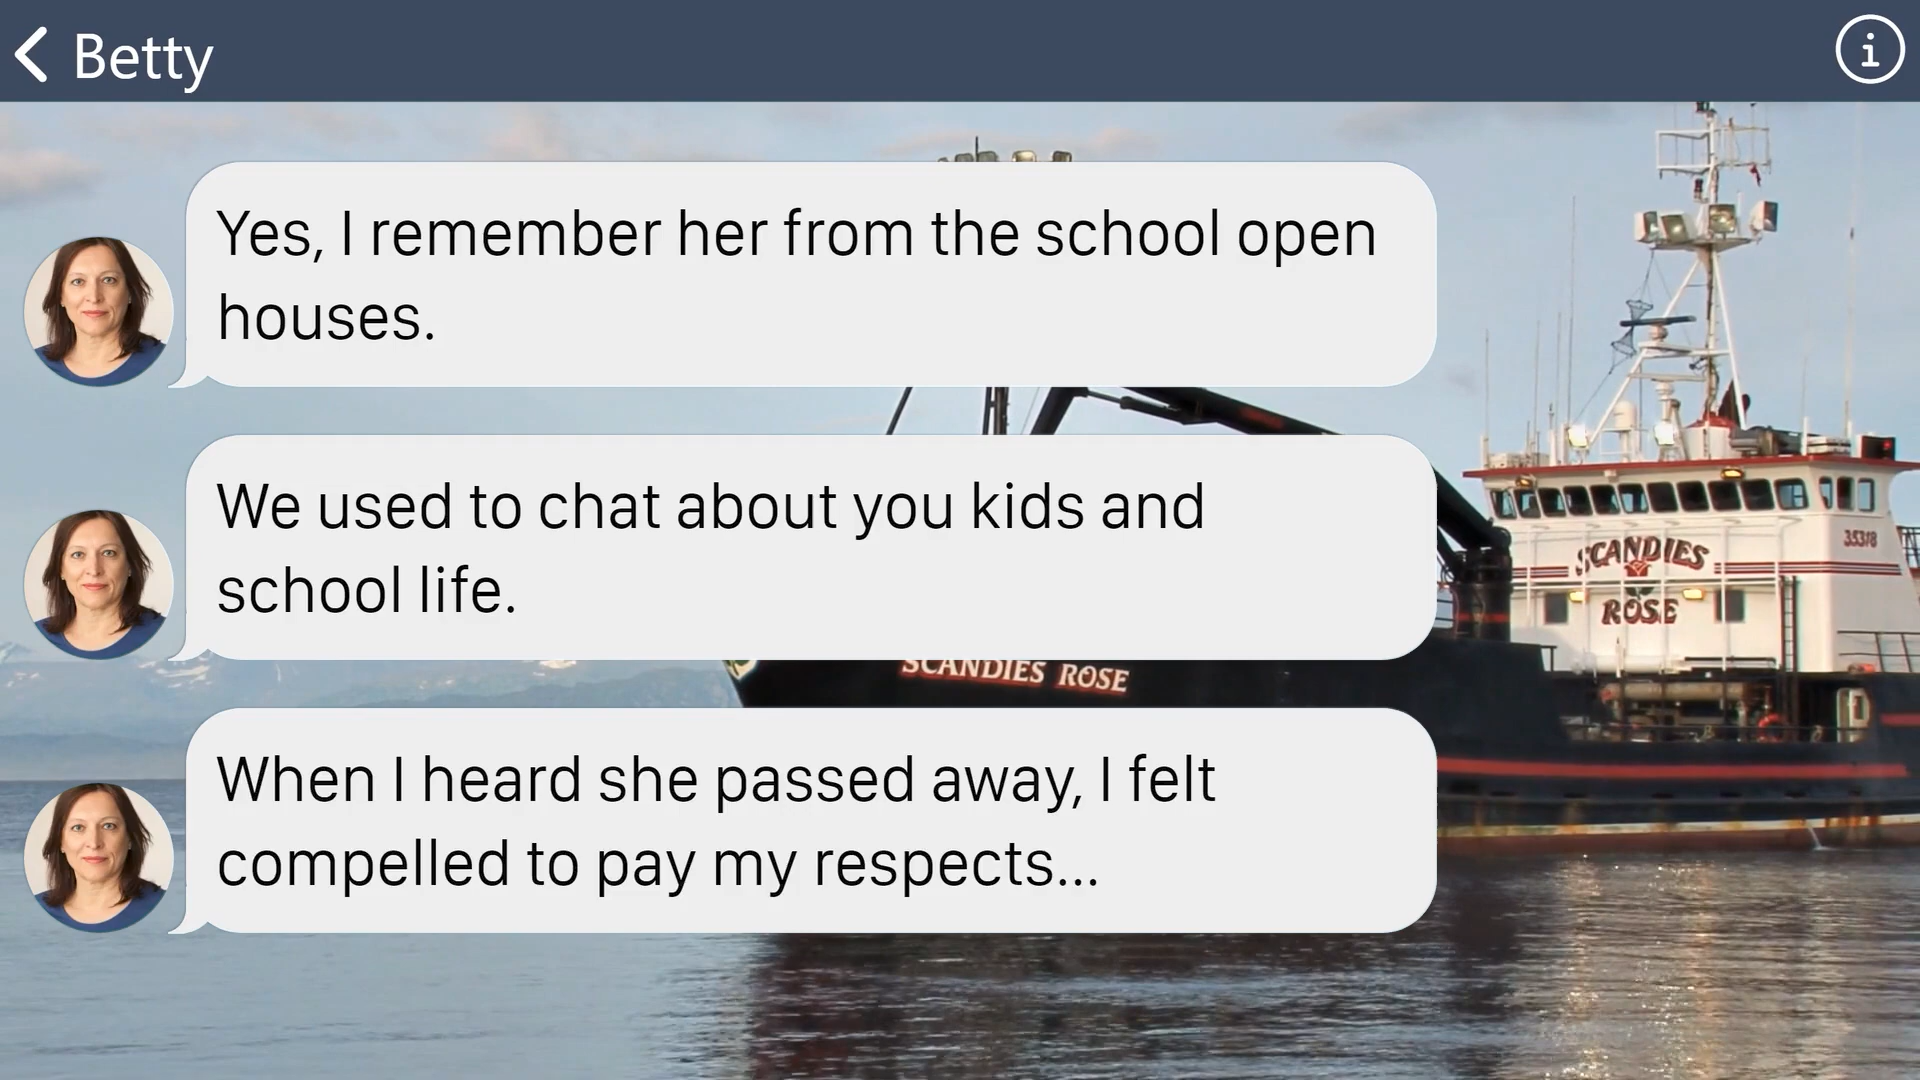 Betty
Yes, I remember her from the school open
houses.
We used to chat about you kids and
school life.
SCANDIES
ROSE
35318
SCANDIES ROSE
When I heard she passed away, I felt
compelled to pay my respects...